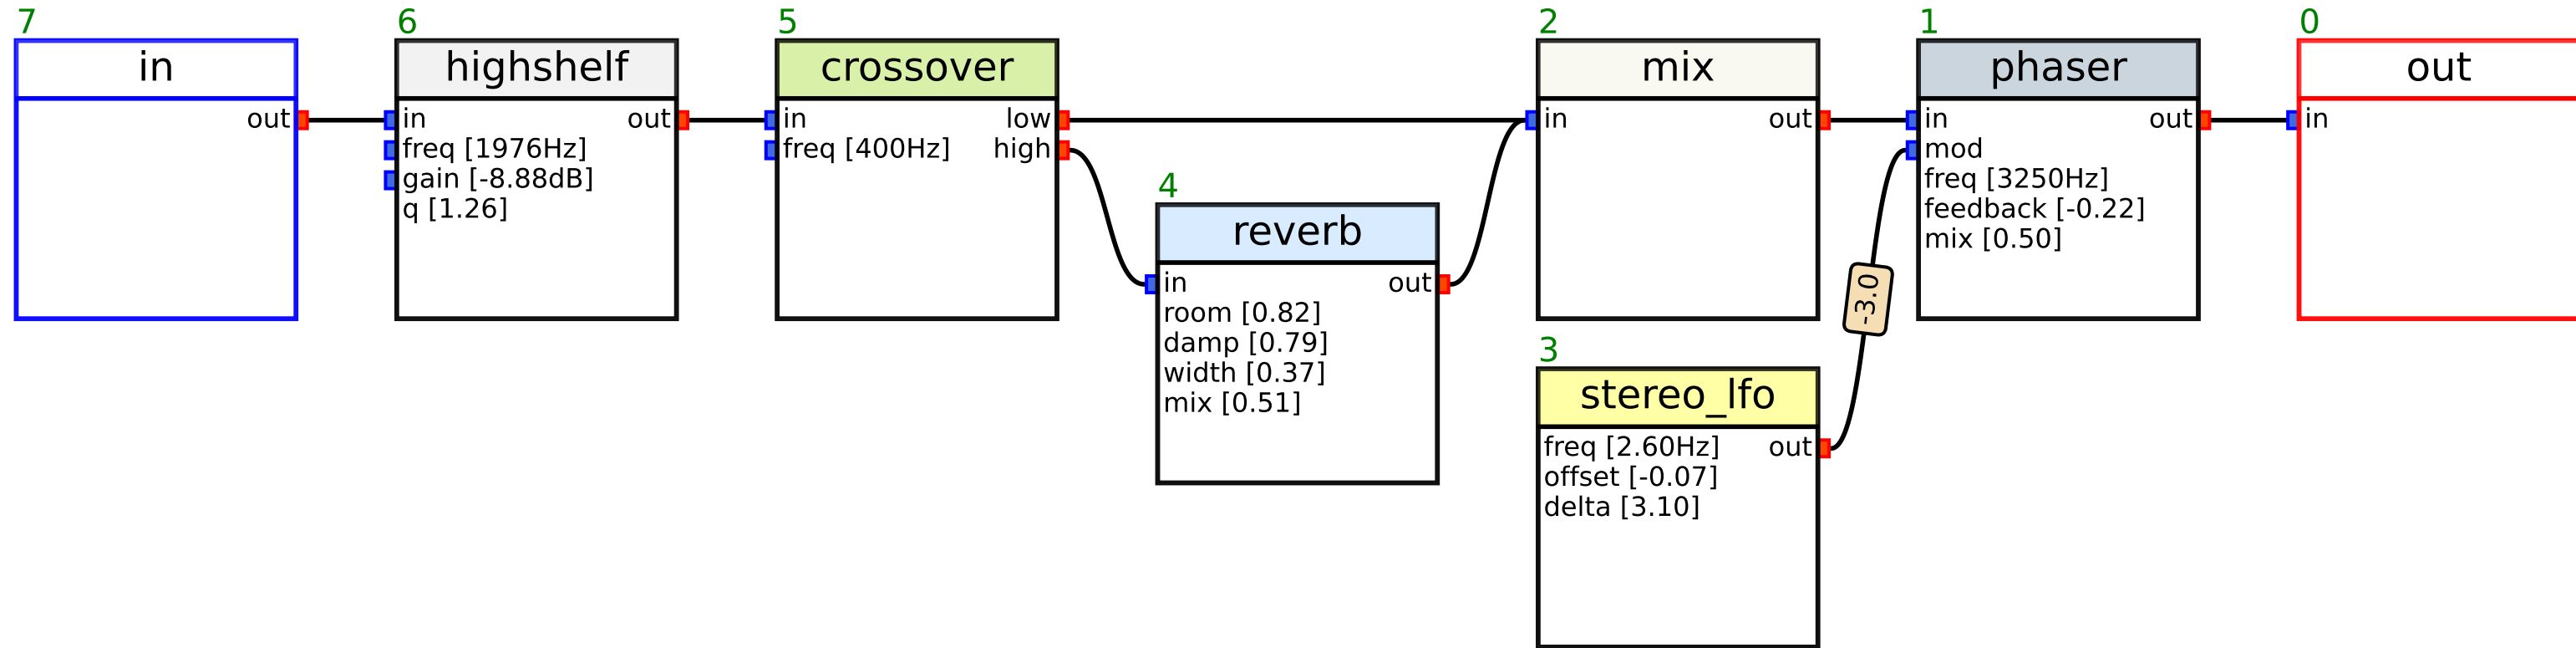 7
in
out
6
highshelf
in out
freq [1976Hz]
gain [-8.88dB]
q [1.26]
5
crossover
in low
freq [400Hz] high
4
reverb
in out
room [0.82]
damp [0.79]
width [0.37]
mix [0.51]
2
mix
in out
3
stereo_lfo
freq [2.60Hz] out
offset [-0.07]
delta [3.10]
-3.0
1
phaser
in out
mod
freq [3250Hz]
feedback [-0.22]
mix [0.50]
0
out
in